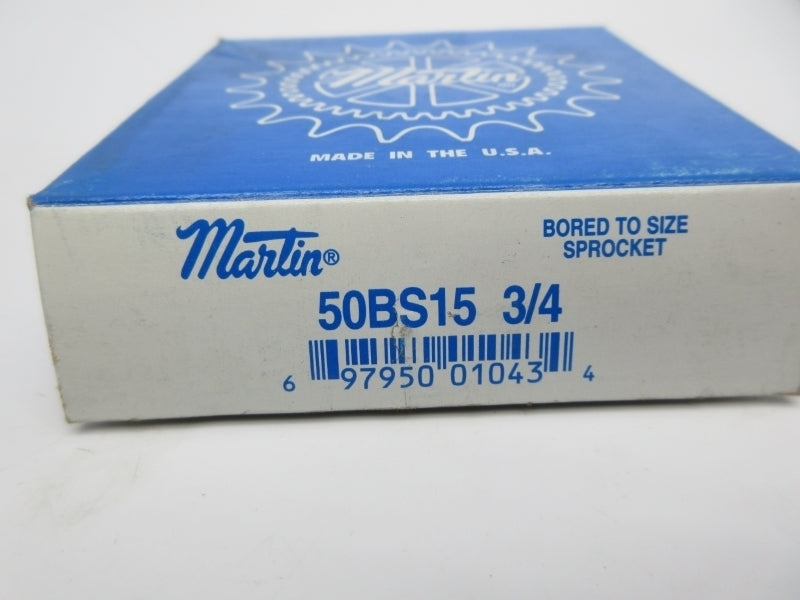 Martin
MADE IN THE U.S.A.
Martin®
BORED TO SIZE
SPROCKET
50BS15 3/4
6 97950 01043 4